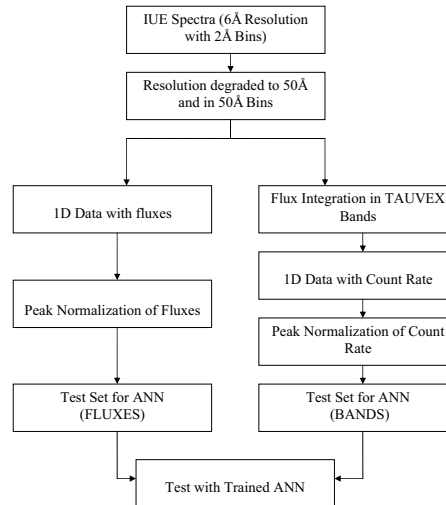 IUE Spectra (6Å Resolution
with 2Å Bins)
Resolution degraded to 50Å
and in 50Å Bins
1D Data with fluxes
Flux Integration in TAUVEX
Bands
1D Data with Count Rate
Peak Normalization of Fluxes
Peak Normalization of Count
Rate
Test Set for ANN
(FLUXES)
Test Set for ANN
(BANDS)
Test with Trained ANN